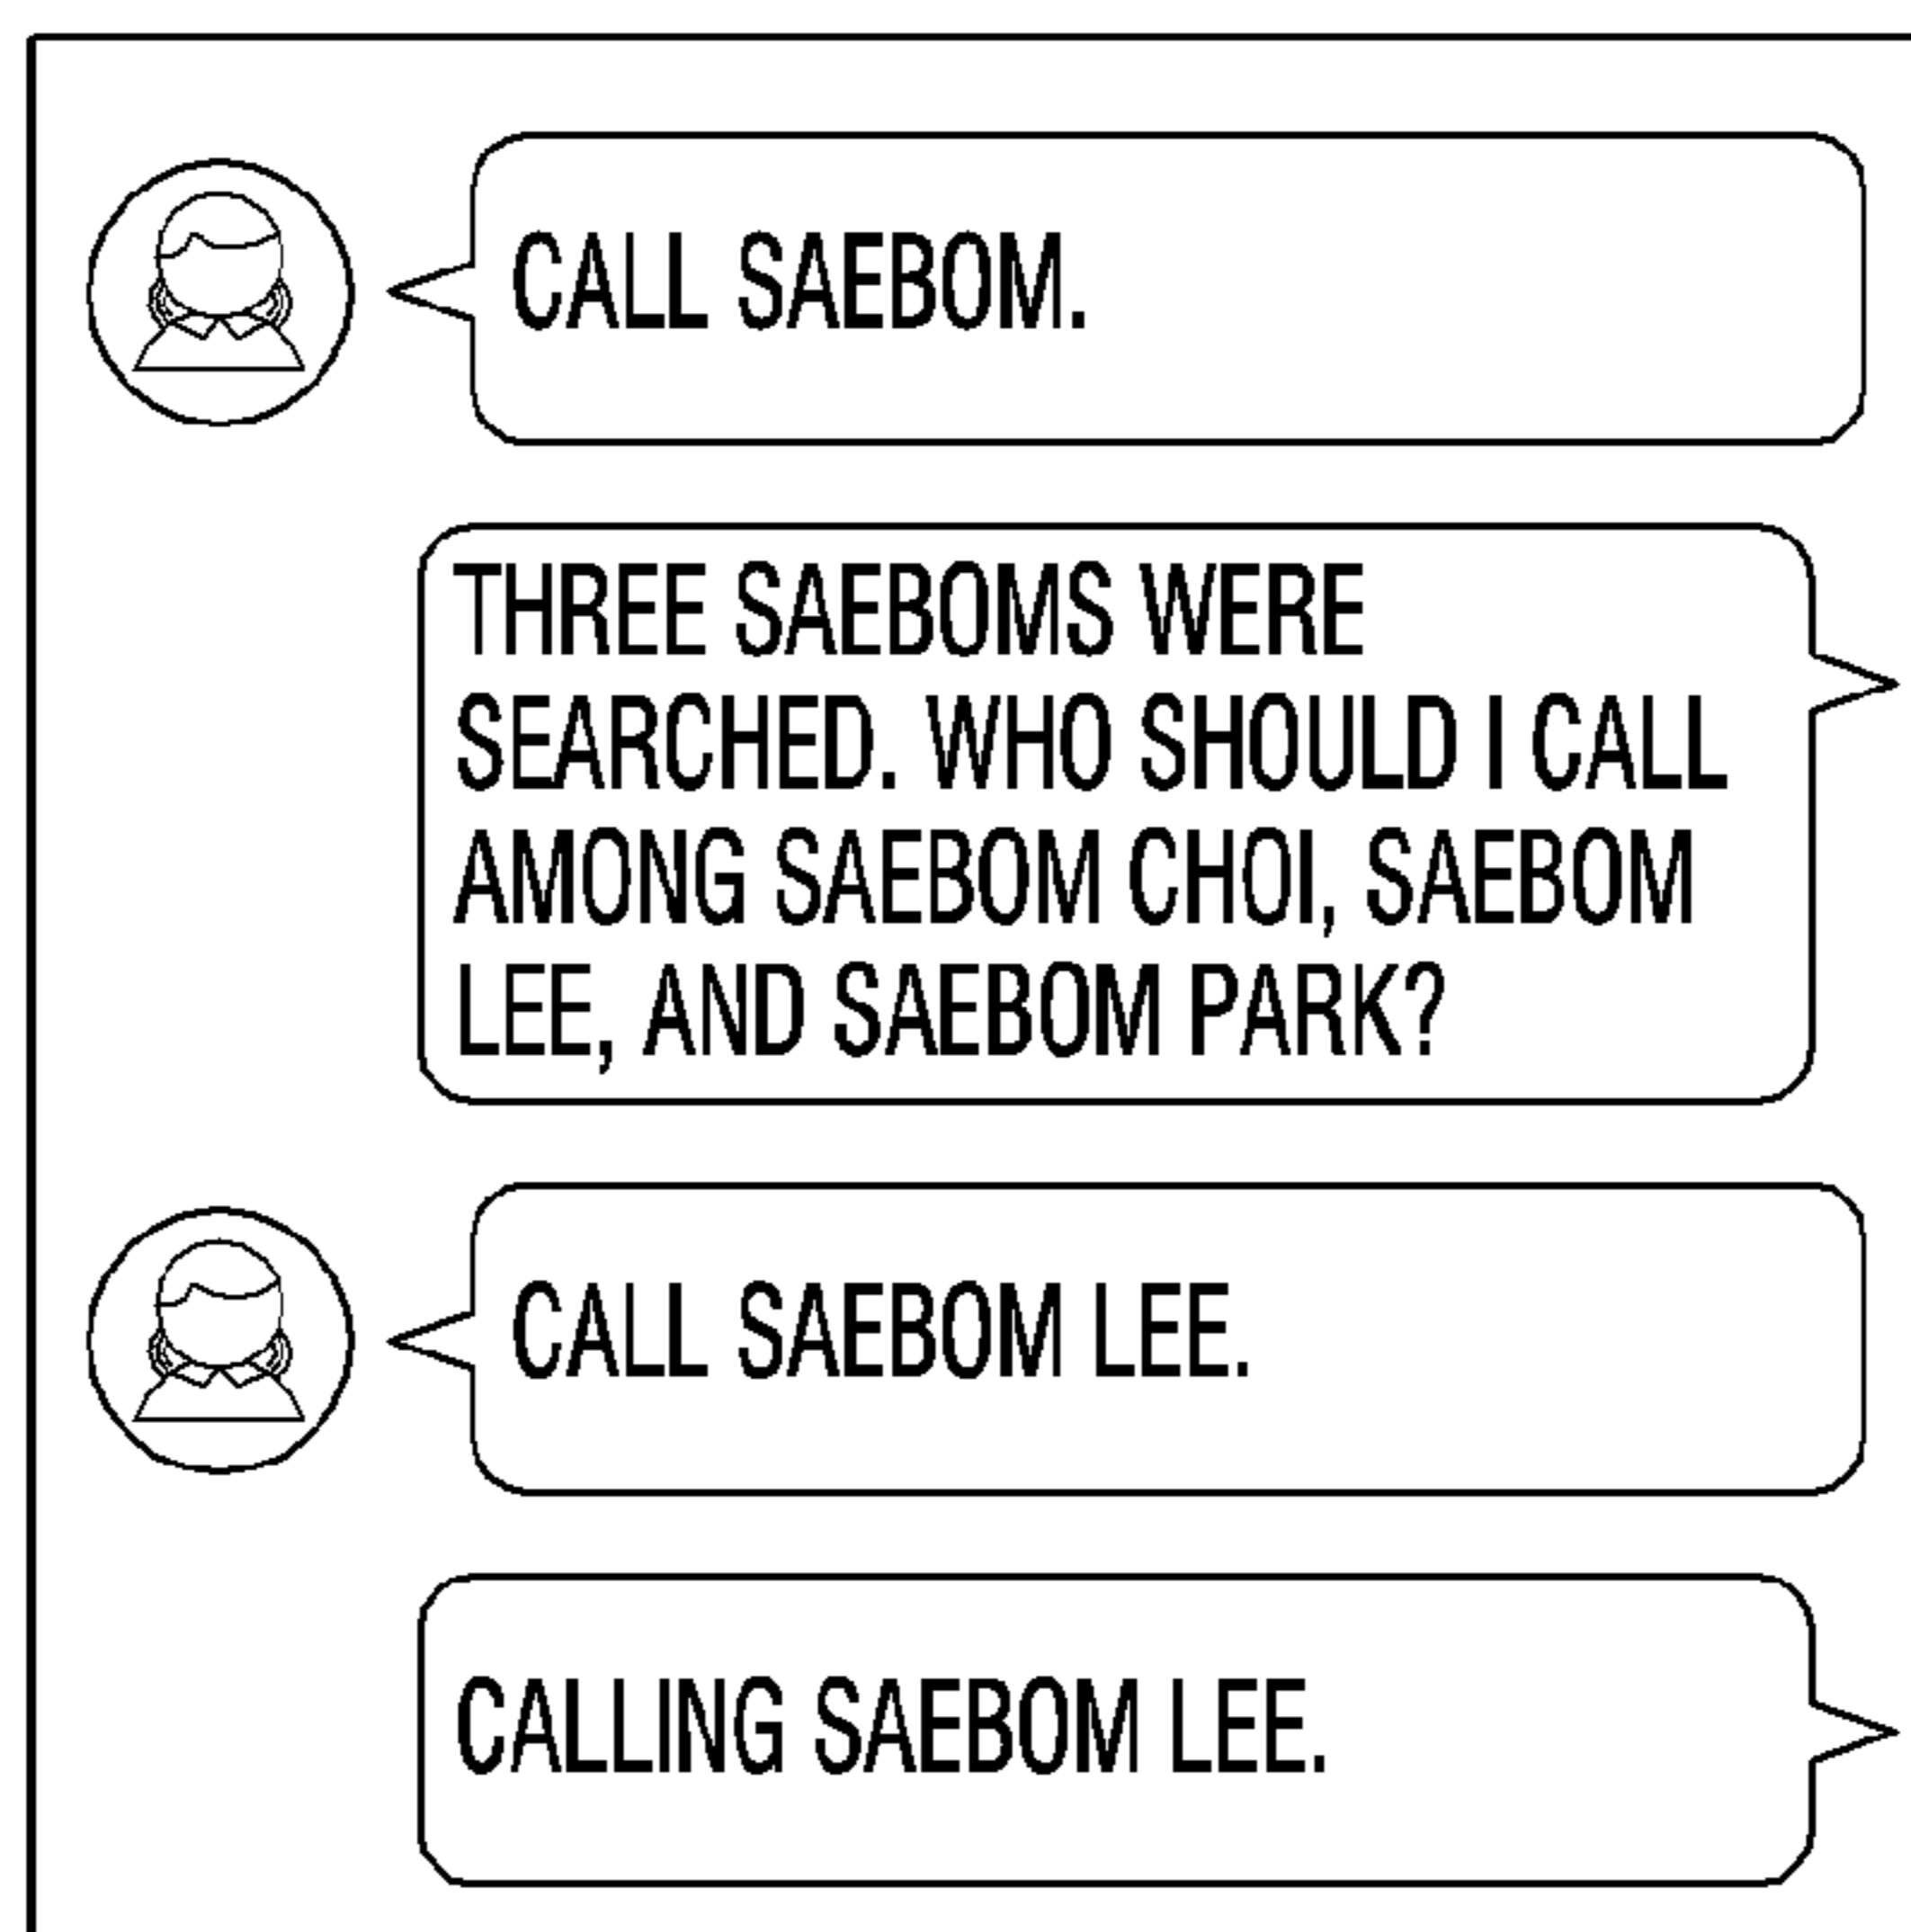 CALL SAEBOM.
THREE SAEBOMS WERE
SEARCHED. WHO SHOULD I CALL
AMONG SAEBOM CHOI, SAEBOM
LEE, AND SAEBOM PARK?
CALL SAEBOM LEE.
CALLING SAEBOM LEE.